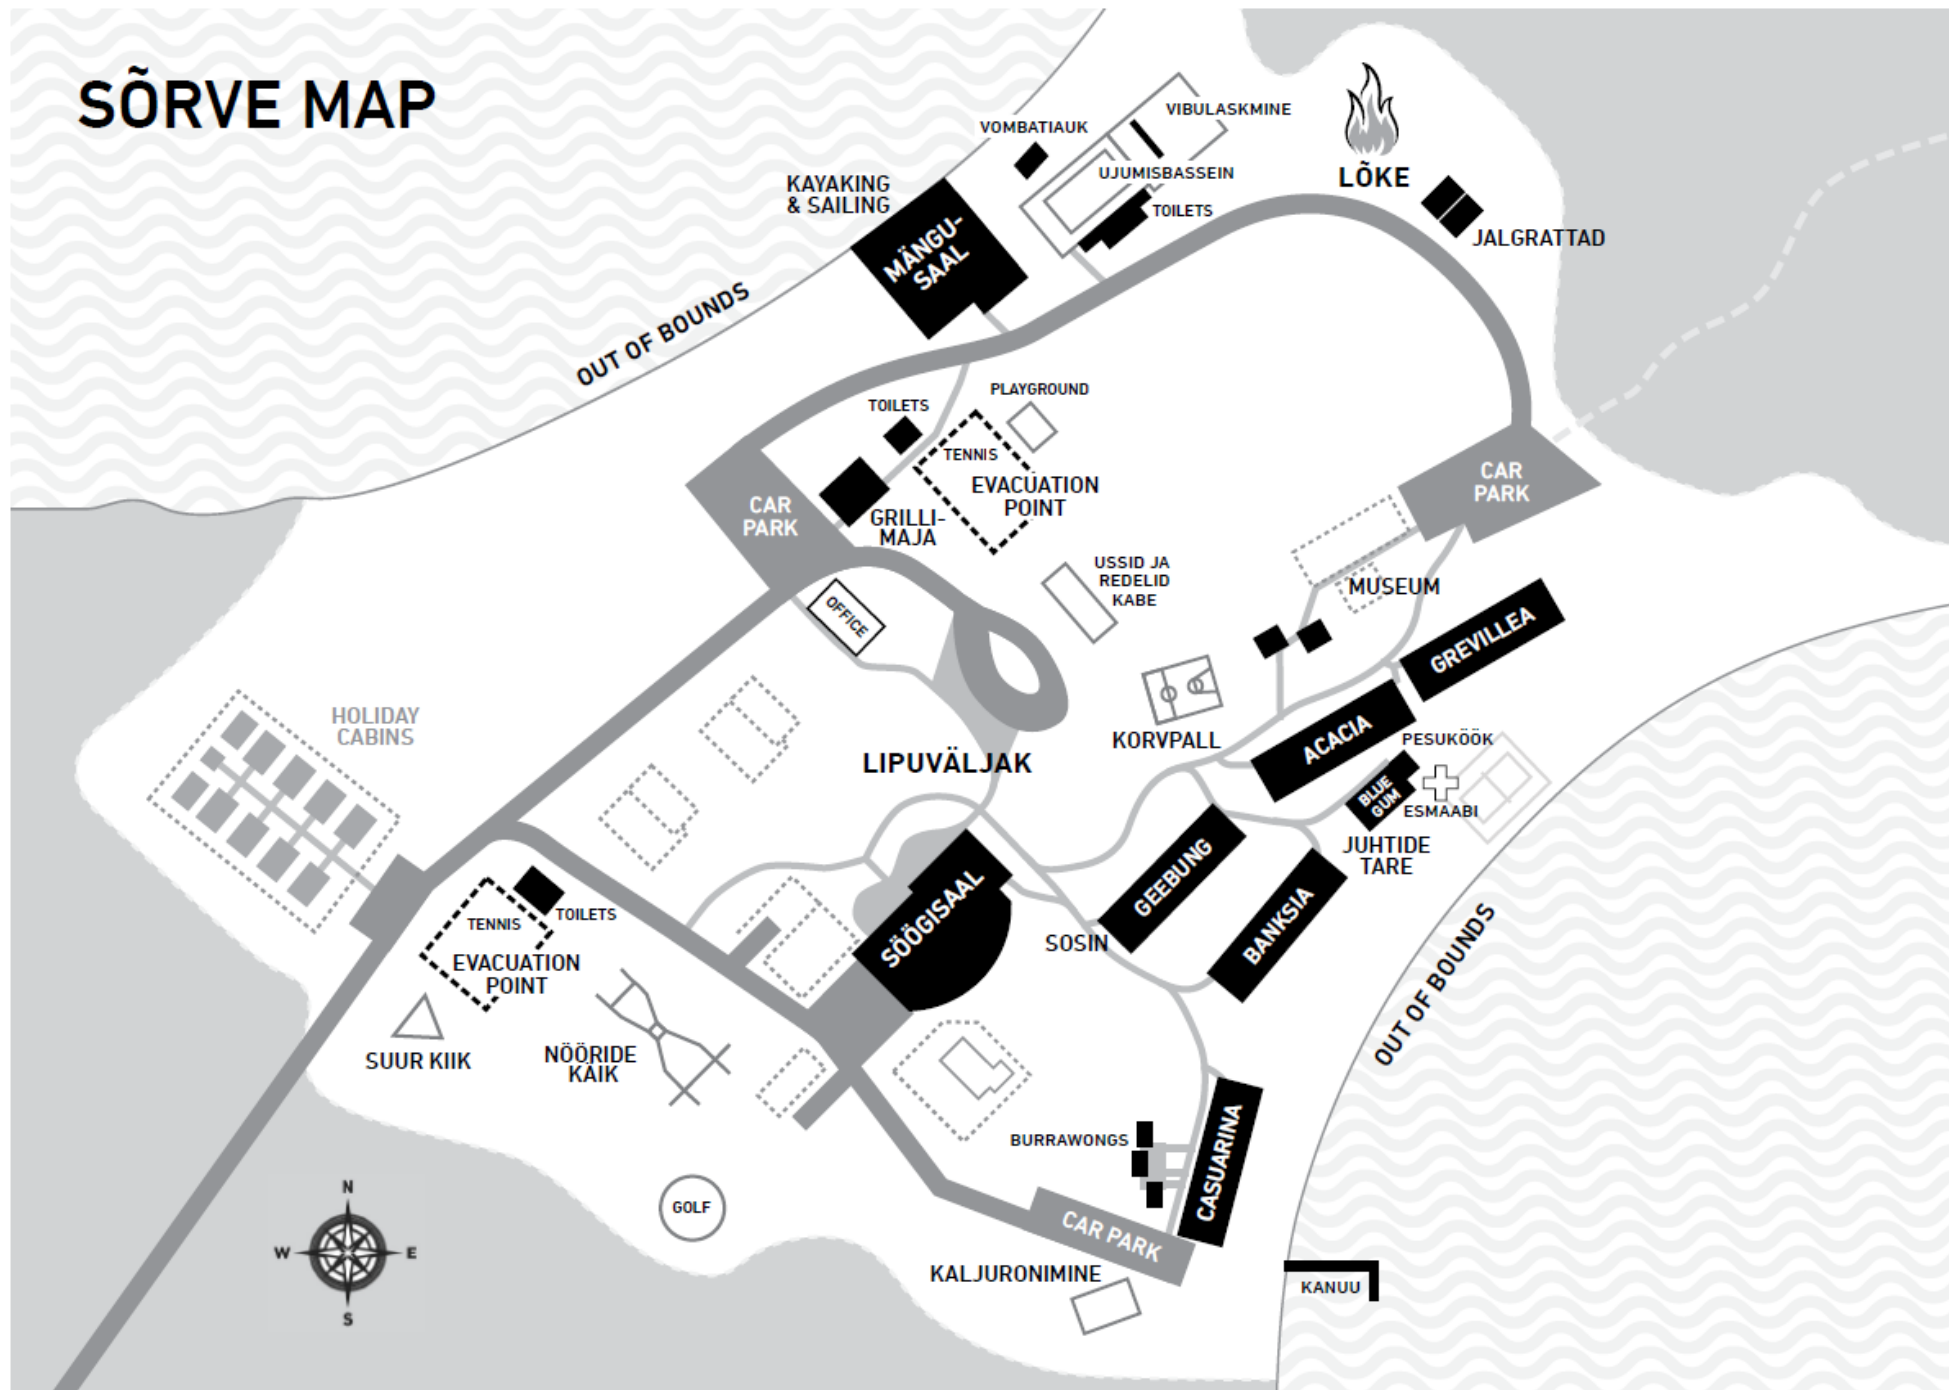 SÕRVE MAP
VIBULASKMINE
VOMBATIAUK
UJUMISBASSEIN
TOILETS
LÕKE
JALGRATTAD
KAYAKING
& SAILING
MÄNGU-
SAAL
OUT OF BOUNDS
PLAYGROUND
TOILETS
TENNIS
EVACUATION
POINT
CAR
PARK
GRILLI-
MAJA
CAR
PARK
USSID JA
REDELID
KABE
MUSEUM
OFFICE
GREVILLEA
HOLIDAY
CABINS
LIPUVÄLJAK
KORVPALL
ACACIA
PESUKÖÖK
BLUE
GUM
ESMAABI
JUHTIDE
TARE
GEEBUNG
BANKSIA
SÖÖGISAAL
SOSIN
OUT OF BOUNDS
TENNIS
TOILETS
EVACUATION
POINT
SUUR KIIK
NÖÖRIDE
KÄIK
BURRAWONGS
CASUARINA
GOLF
CAR PARK
KALJURONIMINE
KANUU
N
W
E
S